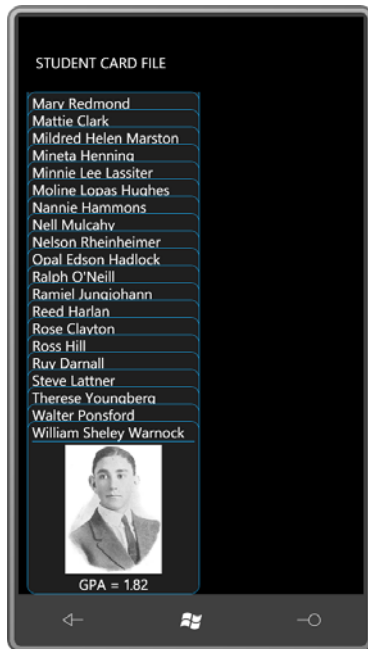 STUDENT CARD FILE
Mary Redmond
Mattie Clark
Mildred Helen Marston
Mineta Henning
Minnie Lee Lassiter
Moline Lopas Hughes
Nannie Hammons
Nell Mulcahy
Nelson Rheinheimer
Opal Edson Hadlock
Ralph O'Neill
Ramiel Jungjohann
Reed Harlan
Rose Clayton
Ross Hill
Ruy Darnall
Steve Lattner
Therese Youngberg
Walter Ponsford
William Sheley Warnock
GPA = 1.82